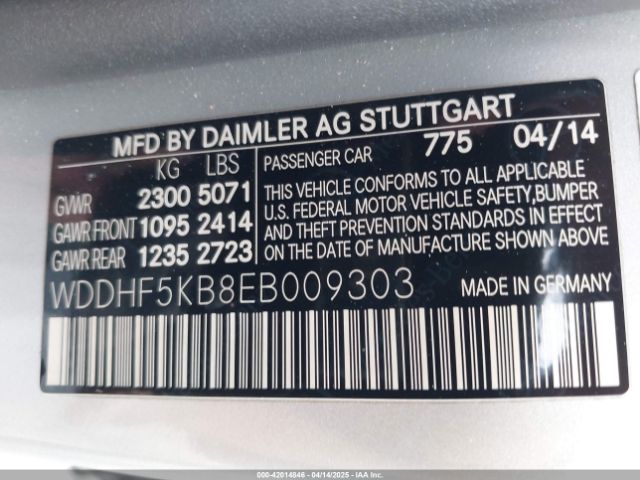 MFD BY DAIMLER AG STUTTGART
KG LBS
GVWR 2300 5071
GAWR FRONT 1095 2414
GAWR REAR 1235 2723
PASSENGER CAR 775 04/14
THIS VEHICLE CONFORMS TO ALL APPLICABLE
U.S. FEDERAL MOTOR VEHICLE SAFETY,BUMPER
AND THEFT PREVENTION STANDARDS IN EFFECT
ON THE DATE OF MANUFACTURE SHOWN ABOVE
WDDHF5KB8EB009303 MADE IN GERMANY
000-42014846 - 04/14/2025 - IAA Inc.